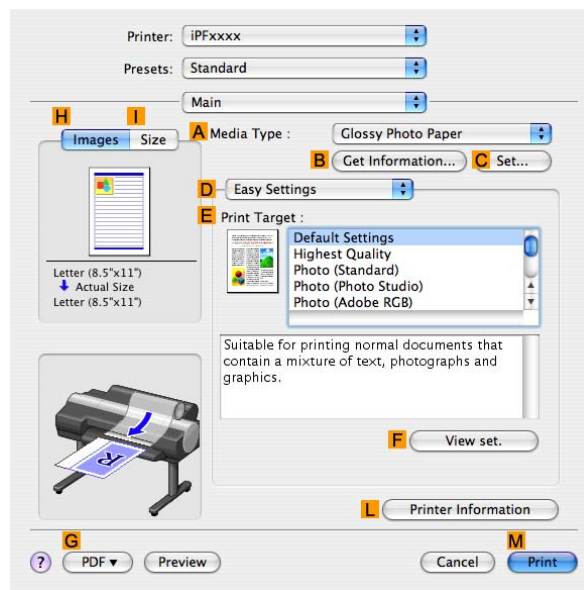 Printer: iPFxxxx
Presets: Standard
Main
H I
Images Size
A Media Type : Glossy Photo Paper
B Get Information... C Set...
D Easy Settings
E Print Target :
Default Settings
Highest Quality
Photo (Standard)
Photo (Photo Studio)
Photo (Adobe RGB)
Letter (8.5"x11")
Actual Size
Letter (8.5"x11")
Suitable for printing normal documents that
contain a mixture of text, photographs and
graphics.
R
F View set.
L Printer Information
G M
? PDF▼ Preview Cancel Print